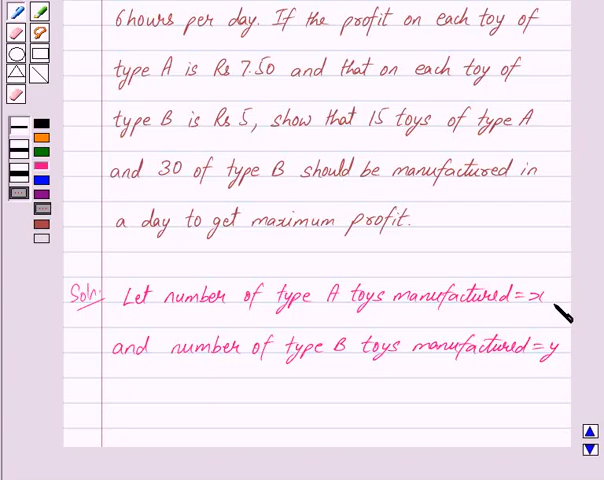 6 hours per day. If the profit on each toy of
type A is Rs 7.50 and that on each toy of
type B is Rs 5, show that 15 toys of type A
and 30 of type B should be manufactured in
a day to get maximum profit.
Soln: Let number of type A toys manufactured = x
and number of type B toys manufactured = y